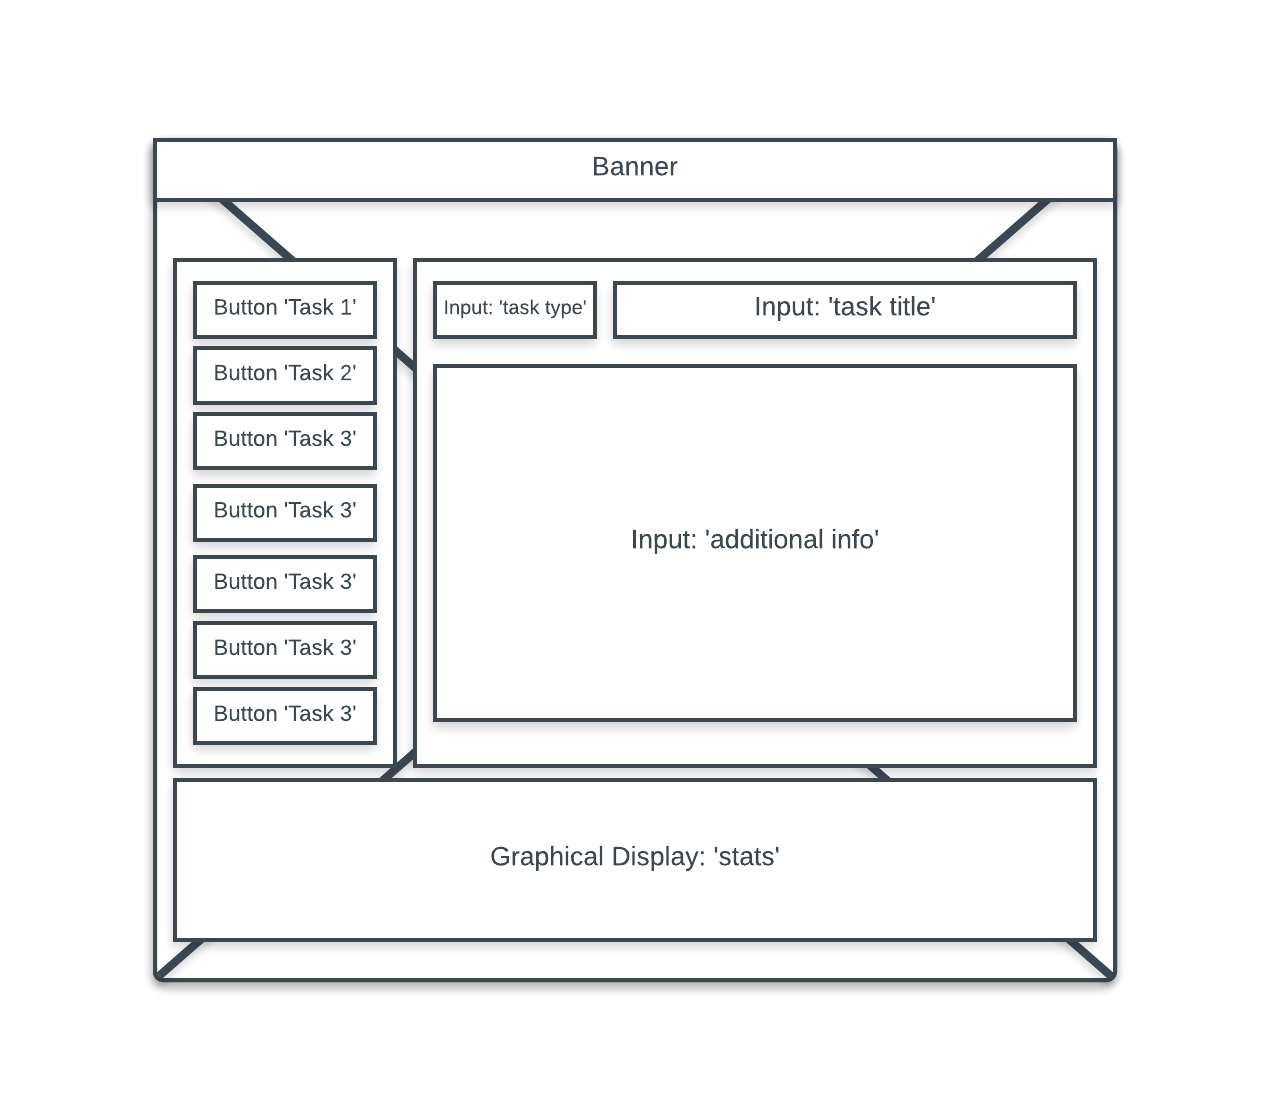 Banner
Button 'Task 1'
Button 'Task 2'
Button 'Task 3'
Button 'Task 3'
Button 'Task 3'
Button 'Task 3'
Button 'Task 3'
Input: 'task type'
Input: 'task title'
Input: 'additional info'
Graphical Display: 'stats'